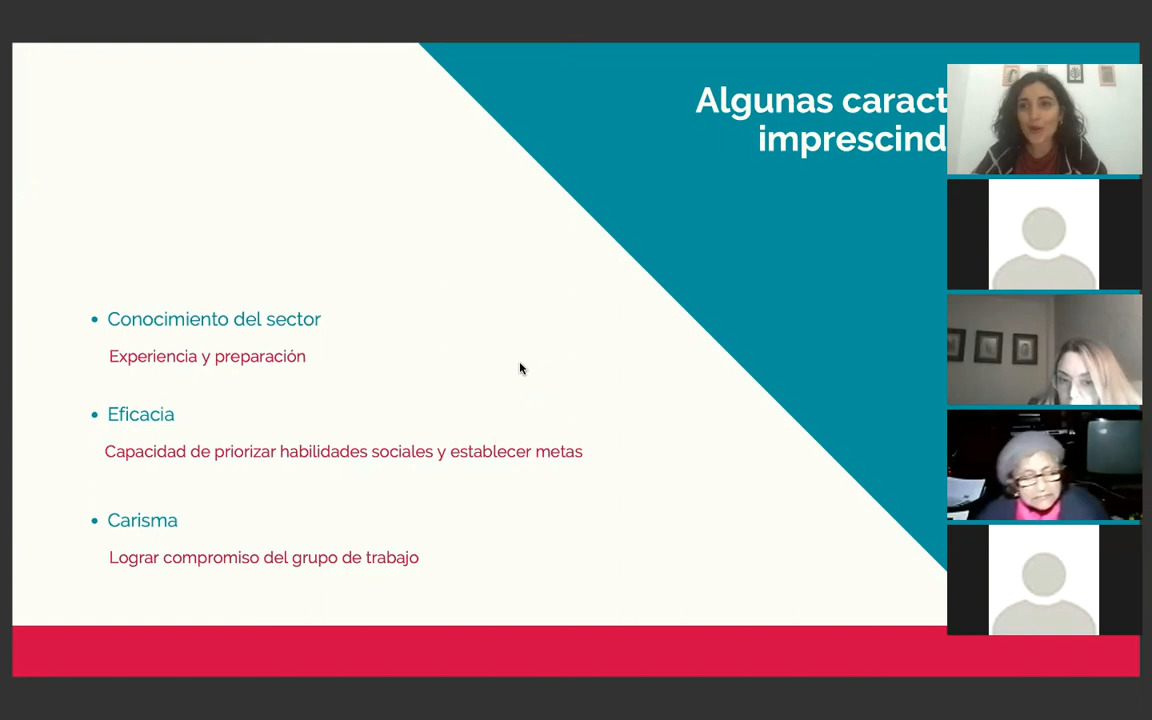 Algunas caract
imprescind
Conocimiento del sector
Experiencia y preparación
Eficacia
Capacidad de priorizar habilidades sociales y establecer metas
Carisma
Lograr compromiso del grupo de trabajo